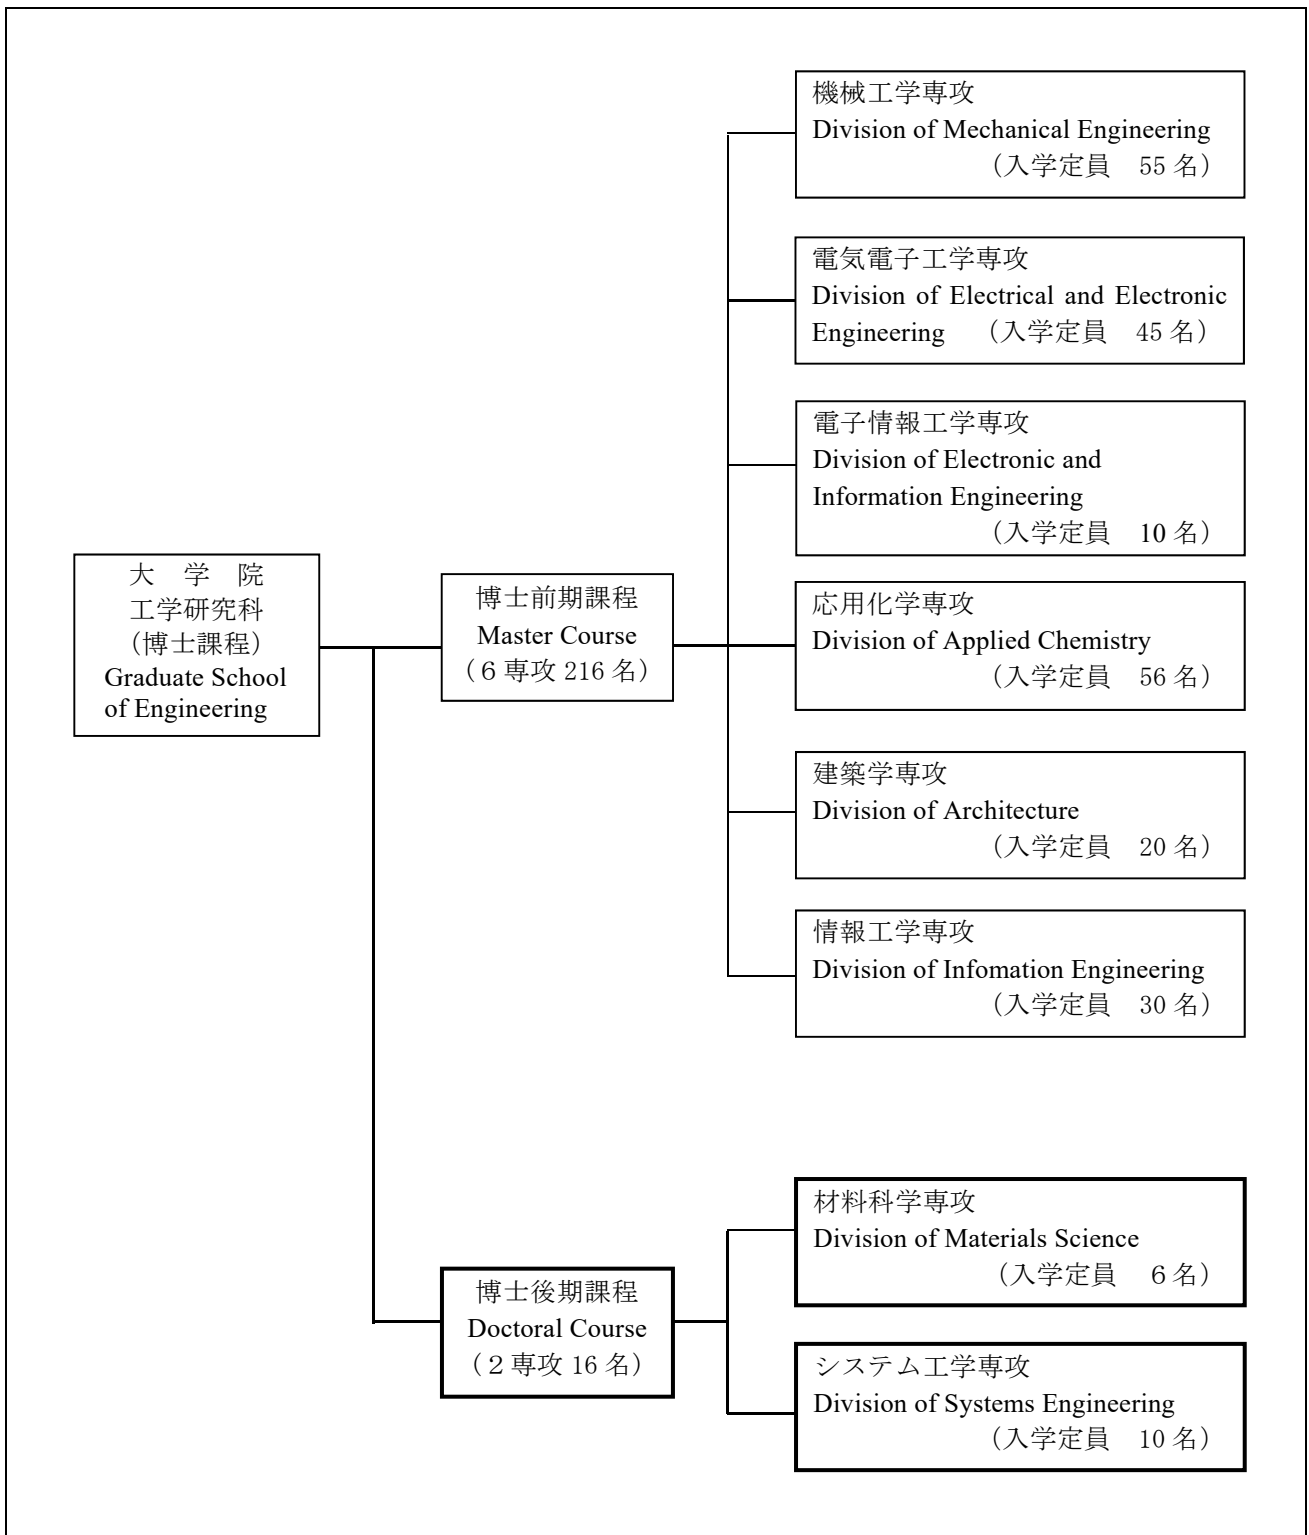 大　学　院
工学研究科
（博士課程）
Graduate School
of Engineering
博士前期課程
Master Course
（６専攻 216 名）
機械工学専攻
Division of Mechanical Engineering
（入学定員　55 名）
電気電子工学専攻
Division of Electrical and Electronic
Engineering　（入学定員　45 名）
電子情報工学専攻
Division of Electronic and
Information Engineering
（入学定員　10 名）
応用化学専攻
Division of Applied Chemistry
（入学定員　56 名）
建築学専攻
Division of Architecture
（入学定員　20 名）
情報工学専攻
Division of Infomation Engineering
（入学定員　30 名）
博士後期課程
Doctoral Course
（２専攻 16 名）
材料科学専攻
Division of Materials Science
（入学定員　６名）
システム工学専攻
Division of Systems Engineering
（入学定員　10 名）